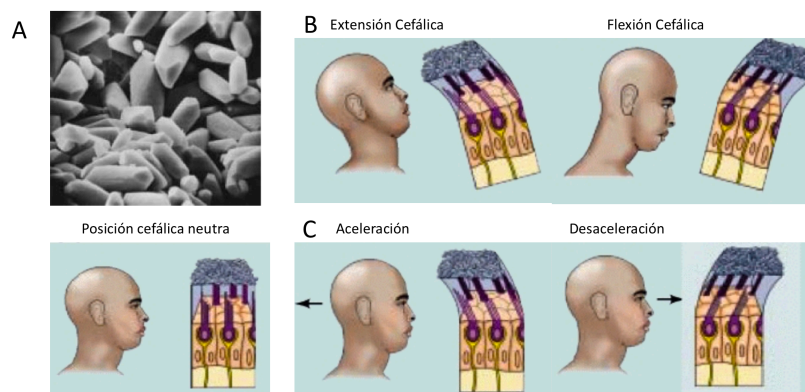 A
B
Extensión Cefálica
Flexión Cefálica
Posición cefálica neutra
C
Aceleración
Desaceleración